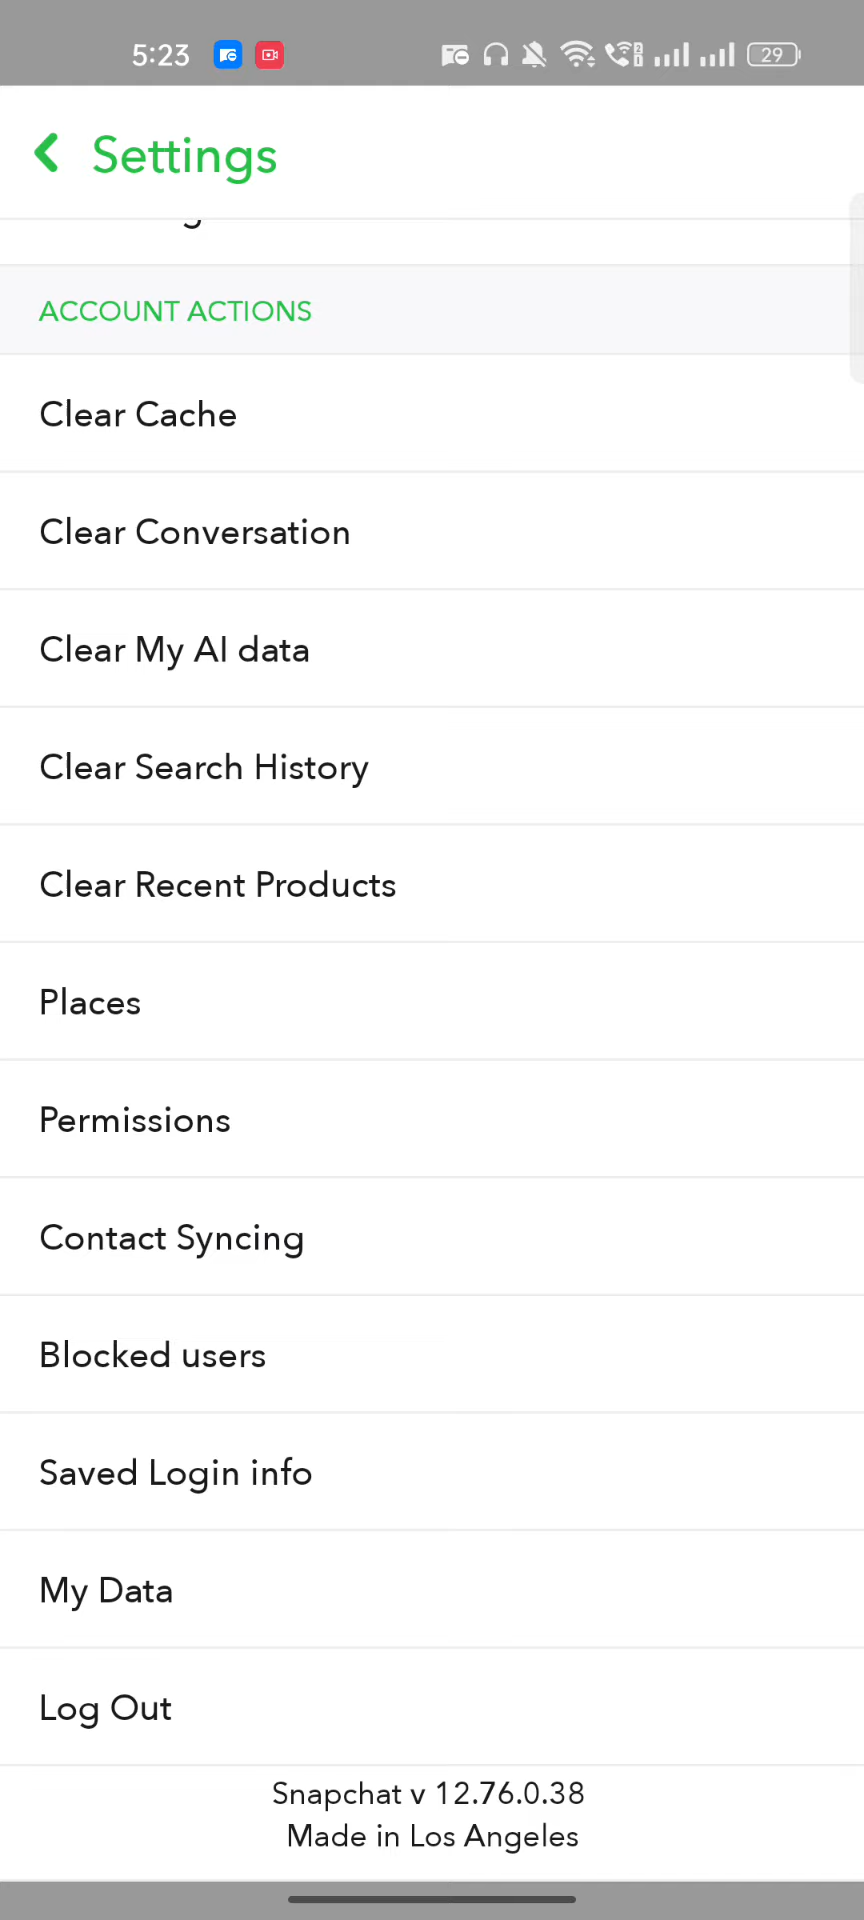 5:23
29
Settings
ACCOUNT ACTIONS
Clear Cache
Clear Conversation
Clear My AI data
Clear Search History
Clear Recent Products
Places
Permissions
Contact Syncing
Blocked users
Saved Login info
My Data
Log Out
Snapchat v 12.76.0.38
Made in Los Angeles